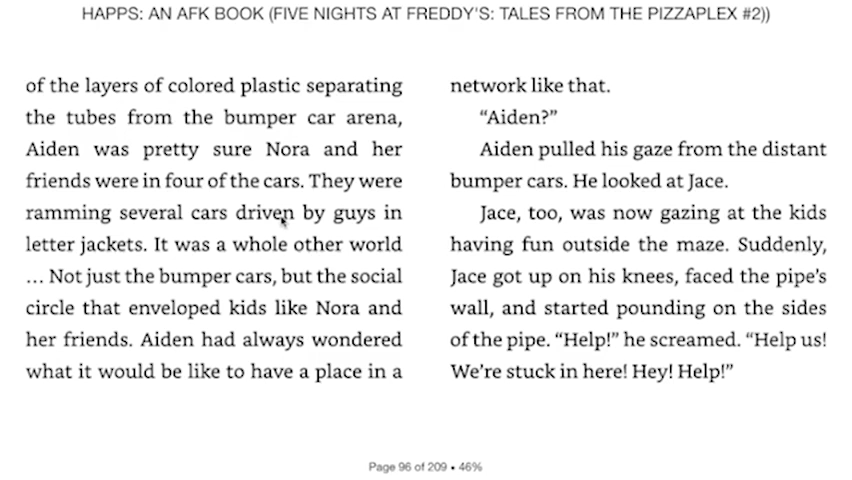 HAPPS: AN AFK BOOK (FIVE NIGHTS AT FREDDY'S: TALES FROM THE PIZZAPLEX #2))
of the layers of colored plastic separating
the tubes from the bumper car arena,
Aiden was pretty sure Nora and her
friends were in four of the cars. They were
ramming several cars driven by guys in
letter jackets. It was a whole other world
… Not just the bumper cars, but the social
circle that enveloped kids like Nora and
her friends. Aiden had always wondered
what it would be like to have a place in a
network like that.
“Aiden?”
Aiden pulled his gaze from the distant
bumper cars. He looked at Jace.
Jace, too, was now gazing at the kids
having fun outside the maze. Suddenly,
Jace got up on his knees, faced the pipe’s
wall, and started pounding on the sides
of the pipe. “Help!” he screamed. “Help us!
We’re stuck in here! Hey! Help!”
Page 96 of 209 • 46%